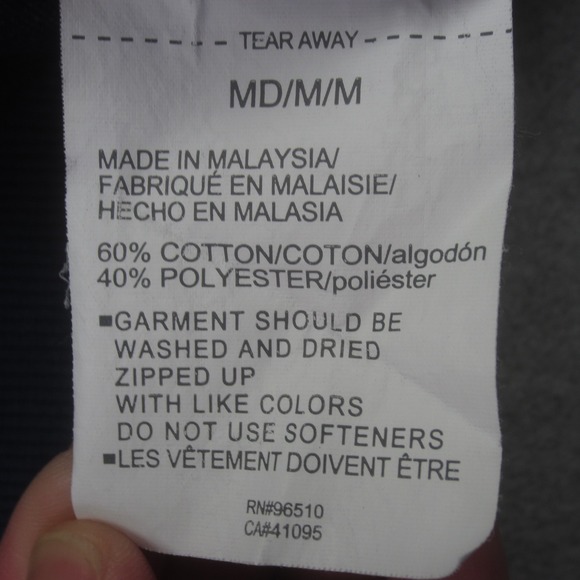 TEAR AWAY
MD/M/M
MADE IN MALAYSIA/
FABRIQUÉ EN MALAISIE/
HECHO EN MALASIA
60% COTTON/COTON/algodón
40% POLYESTER/poliéster
■GARMENT SHOULD BE
WASHED AND DRIED
ZIPPED UP
WITH LIKE COLORS
DO NOT USE SOFTENERS
■LES VÊTEMENT DOIVENT ÊTRE
RN#96510
CA#41095